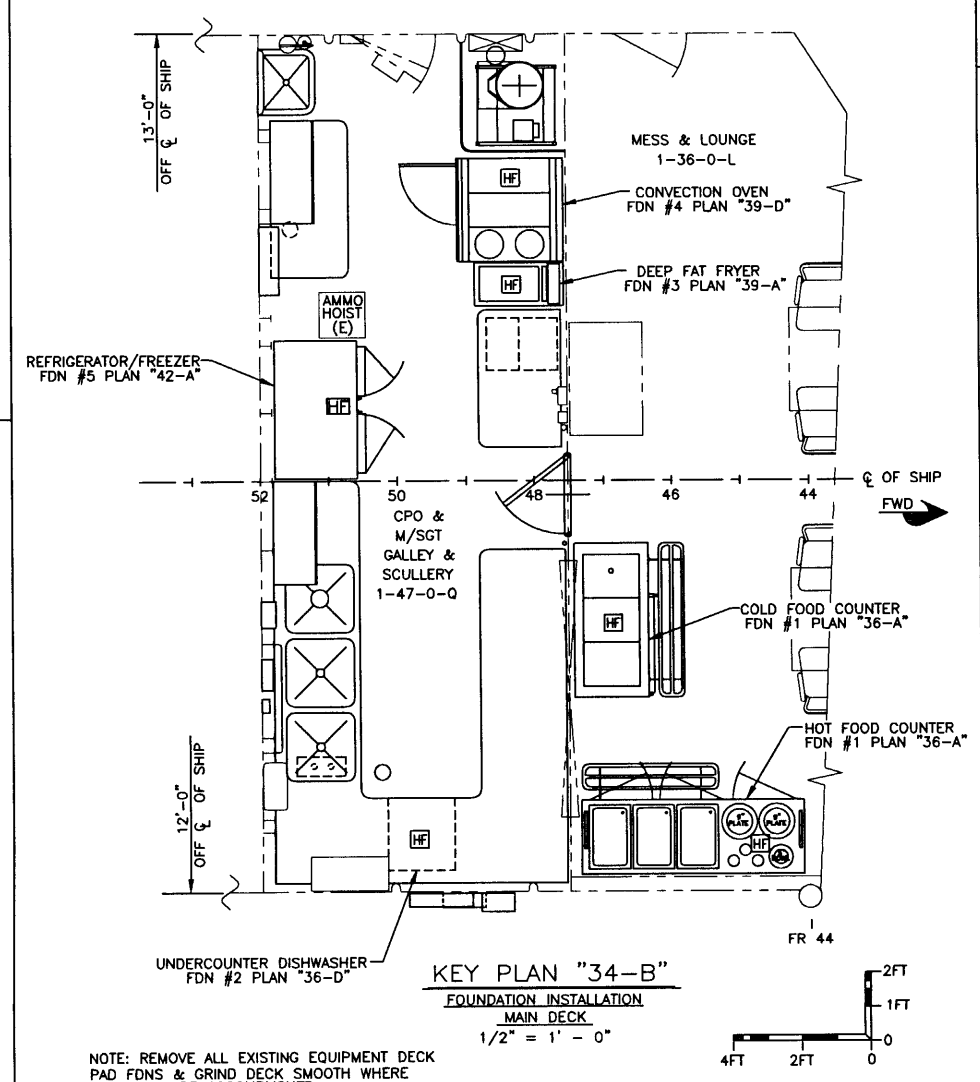 13'-0"
OFF ℄ OF SHIP
MESS & LOUNGE
1-36-0-L
HF
CONVECTION OVEN
FDN #4 PLAN "39-D"
HF
DEEP FAT FRYER
FDN #3 PLAN "39-A"
AMMO
HOIST
(E)
REFRIGERATOR/FREEZER
FDN #5 PLAN "42-A"
HF
℄ OF SHIP
52
50
48
46
44
FWD
CPO &
M/SGT
GALLEY &
SCULLERY
1-47-0-Q
COLD FOOD COUNTER
FDN #1 PLAN "36-A"
HF
HOT FOOD COUNTER
FDN #1 PLAN "36-A"
12'-0"
OFF ℄ OF SHIP
9"
PLATE
9"
PLATE
HF
HF
FR 44
UNDERCOUNTER DISHWASHER
FDN #2 PLAN "36-D"
KEY PLAN "34-B"
FOUNDATION INSTALLATION
MAIN DECK
1/2" = 1' - 0"
2FT
1FT
0
4FT
2FT
0
NOTE: REMOVE ALL EXISTING EQUIPMENT DECK
PAD FDNS & GRIND DECK SMOOTH WHERE